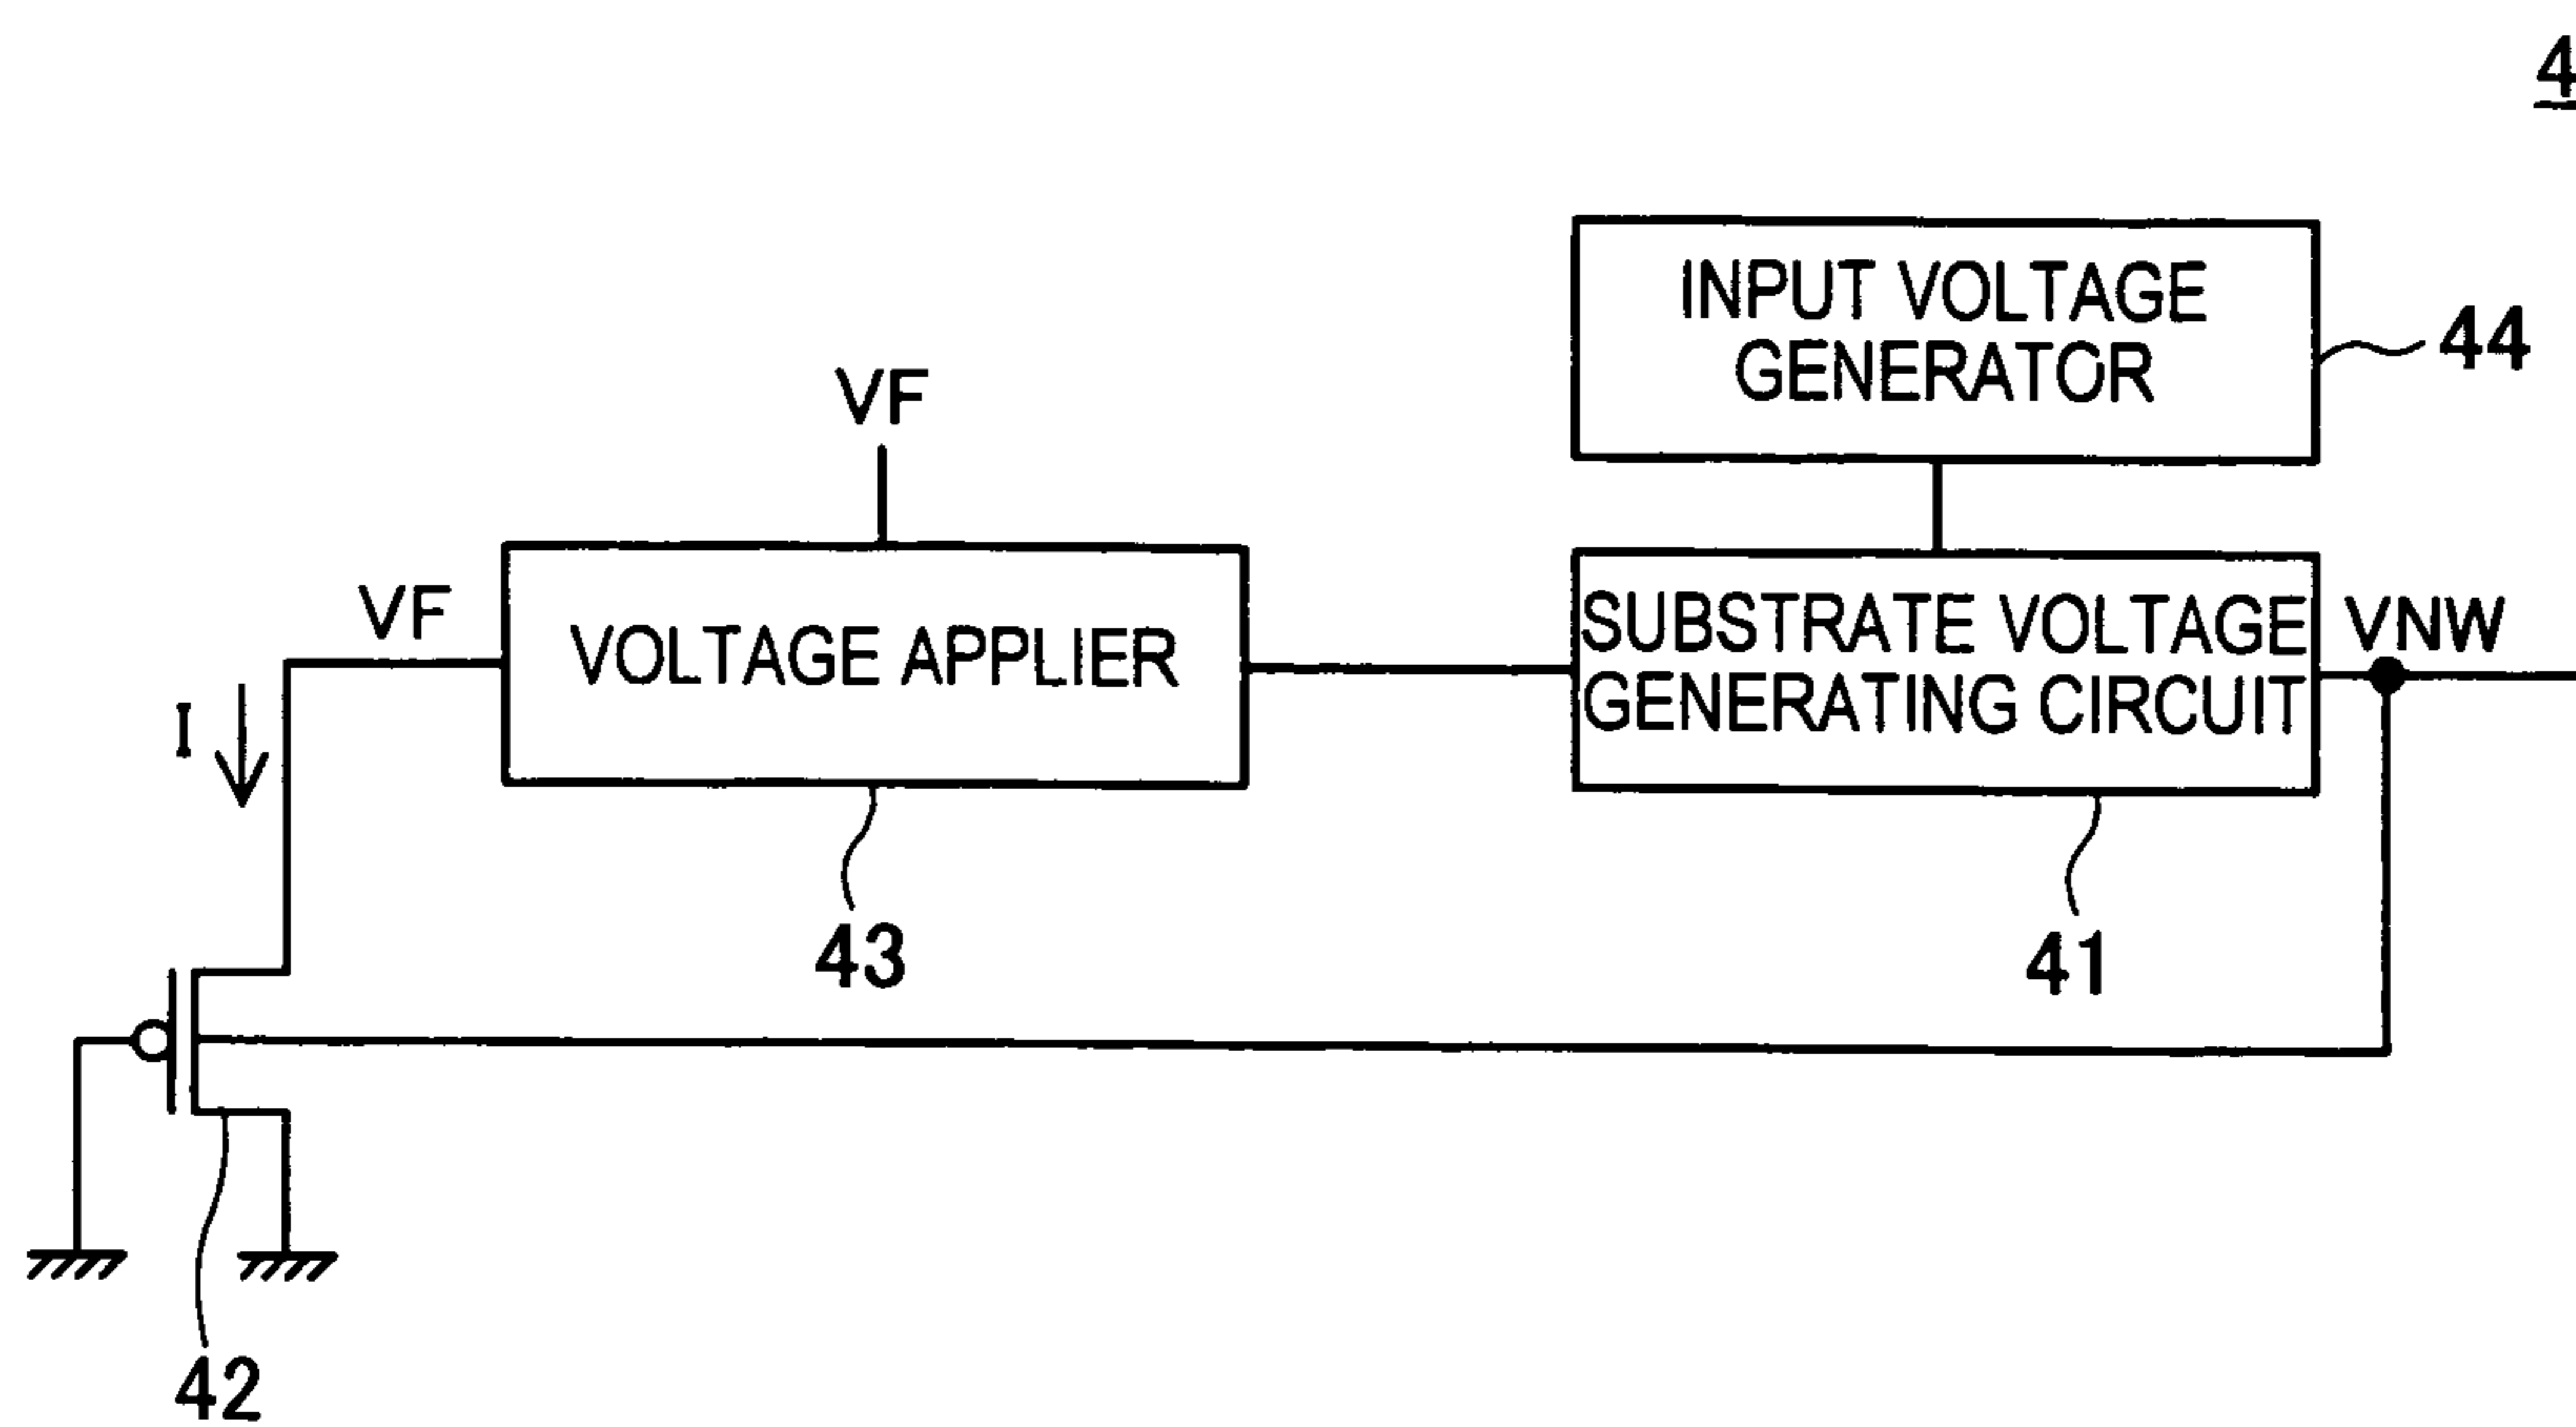 4
INPUT VOLTAGE
GENERATOR
44
VF
VF
VOLTAGE APPLIER
SUBSTRATE VOLTAGE
GENERATING CIRCUIT
VNW
I
43
41
42